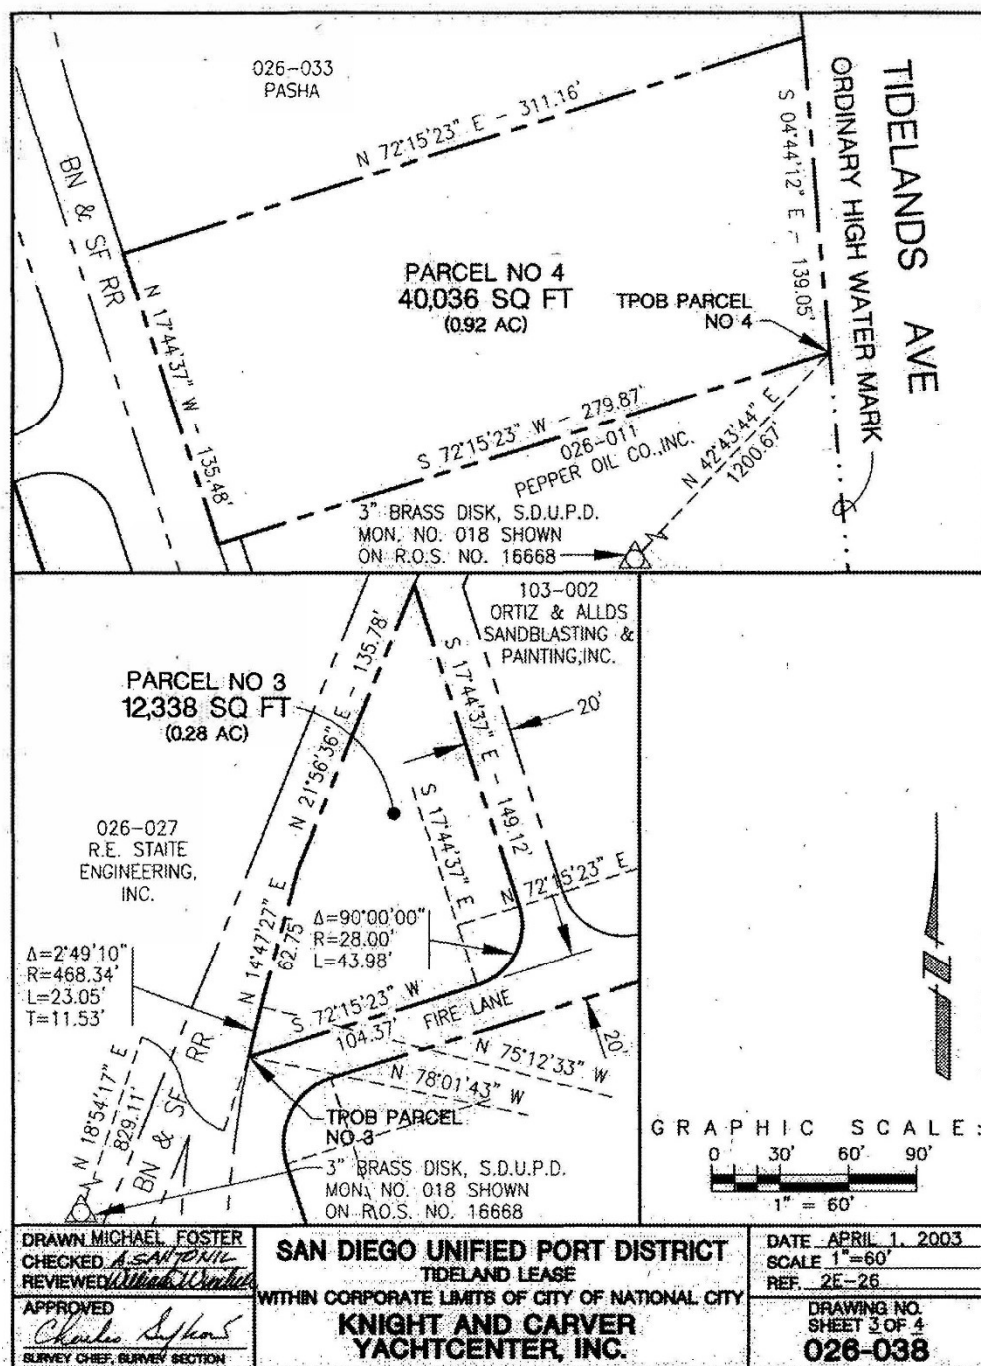 026-033
PASHA
BN & SF RR
N 72°15'23" E - 311.16'
S 04°44'12" E - 139.05'
TIDELANDS AVE
ORDINARY HIGH WATER MARK
PARCEL NO 4
40,036 SQ FT
(0.92 AC)
TPOB PARCEL
NO 4
N 17°44'37" W - 135.48'
S 72°15'23" W - 279.87'
026-011
PEPPER OIL CO.,INC.
N 42°43'44" E
1200.67'
3" BRASS DISK, S.D.U.P.D.
MON. NO. 018 SHOWN
ON R.O.S. NO. 16668
103-002
ORTIZ & ALLDS
SANDBLASTING &
PAINTING,INC.
PARCEL NO 3
12,338 SQ FT
(0.28 AC)
N 21°56'36" E - 135.78'
S 17°44'37" E - 149.12'
20'
S 17°44'37" E
N 72°15'23" E
026-027
R.E. STAITE
ENGINEERING,
INC.
N 14°47'27" E
62.75'
Δ=90°00'00"
R=28.00'
L=43.98'
Δ=2°49'10"
R=468.34'
L=23.05'
T=11.53'
S 72°15'23" W
104.37'
FIRE LANE
20'
N 75°12'33" W
N 78°01'43" W
N 18°54'17" E
829.11'
BN & SF RR
TPOB PARCEL
NO 3
3" BRASS DISK, S.D.U.P.D.
MON. NO. 018 SHOWN
ON R.O.S. NO. 16668
GRAPHIC SCALE:
0 30' 60' 90'
1" = 60'
DRAWN MICHAEL FOSTER
CHECKED A. SANTONIL
REVIEWED
APPROVED
SURVEY CHIEF, SURVEY SECTION
SAN DIEGO UNIFIED PORT DISTRICT
TIDELAND LEASE
WITHIN CORPORATE LIMITS OF CITY OF NATIONAL CITY
KNIGHT AND CARVER
YACHTCENTER, INC.
DATE APRIL 1, 2003
SCALE 1"=60'
REF. 2E-26
DRAWING NO.
SHEET 3 OF 4
026-038